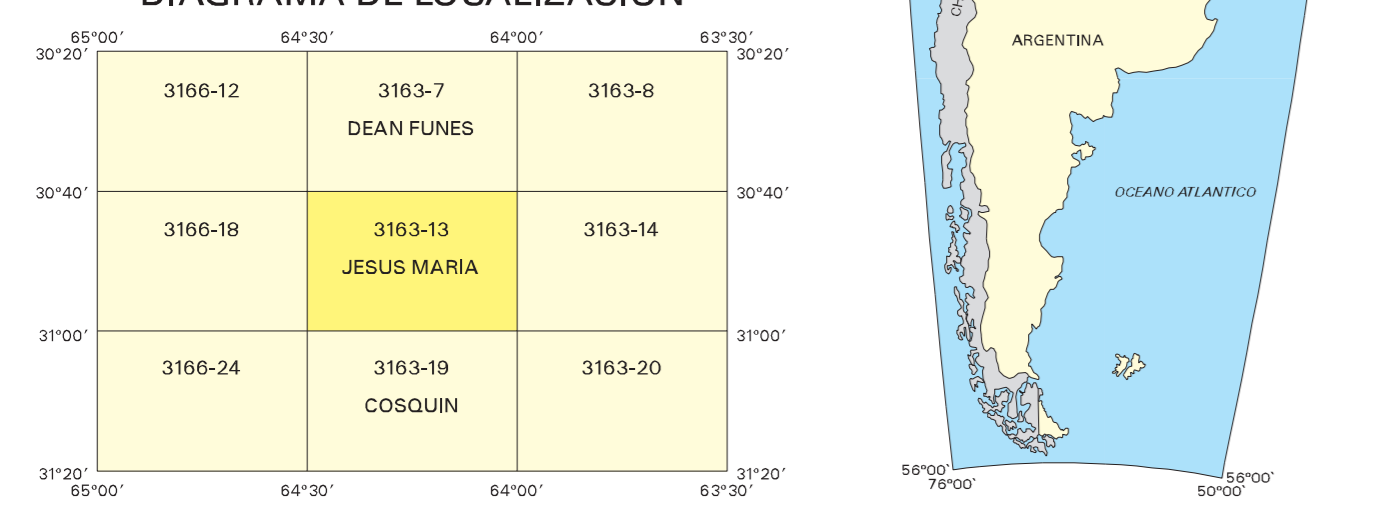 DIAGRAMA DE LOCALIZACION
65°00′ 64°30′ 64°00′ 63°30′
30°20′ 30°20′
3166-12 3163-7 3163-8
DEAN FUNES
30°40′ 30°40′
3166-18 3163-13 3163-14
JESUS MARIA
31°00′ 31°00′
3166-24 3163-19 3163-20
COSQUIN
31°20′ 31°20′
65°00′ 64°30′ 64°00′ 63°30′
ARGENTINA
OCEANO ATLANTICO
56°00` 56°00`
76°00` 50°00`